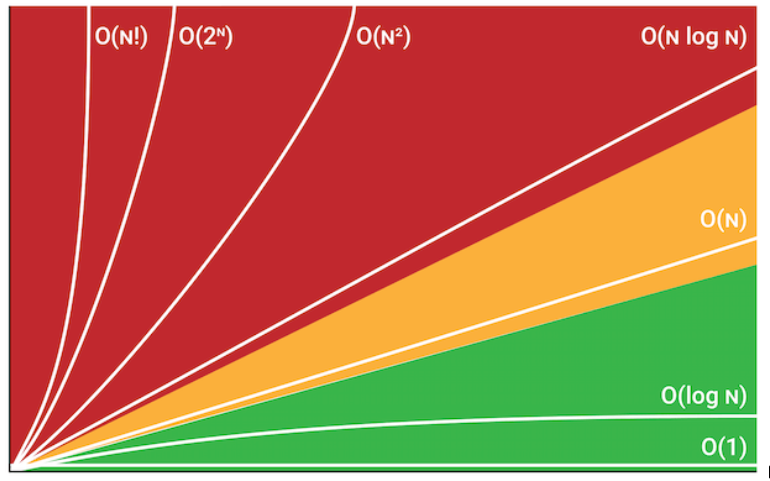 O(N!)
O(2ᴺ)
O(N²)
O(N log N)
O(N)
O(log N)
O(1)